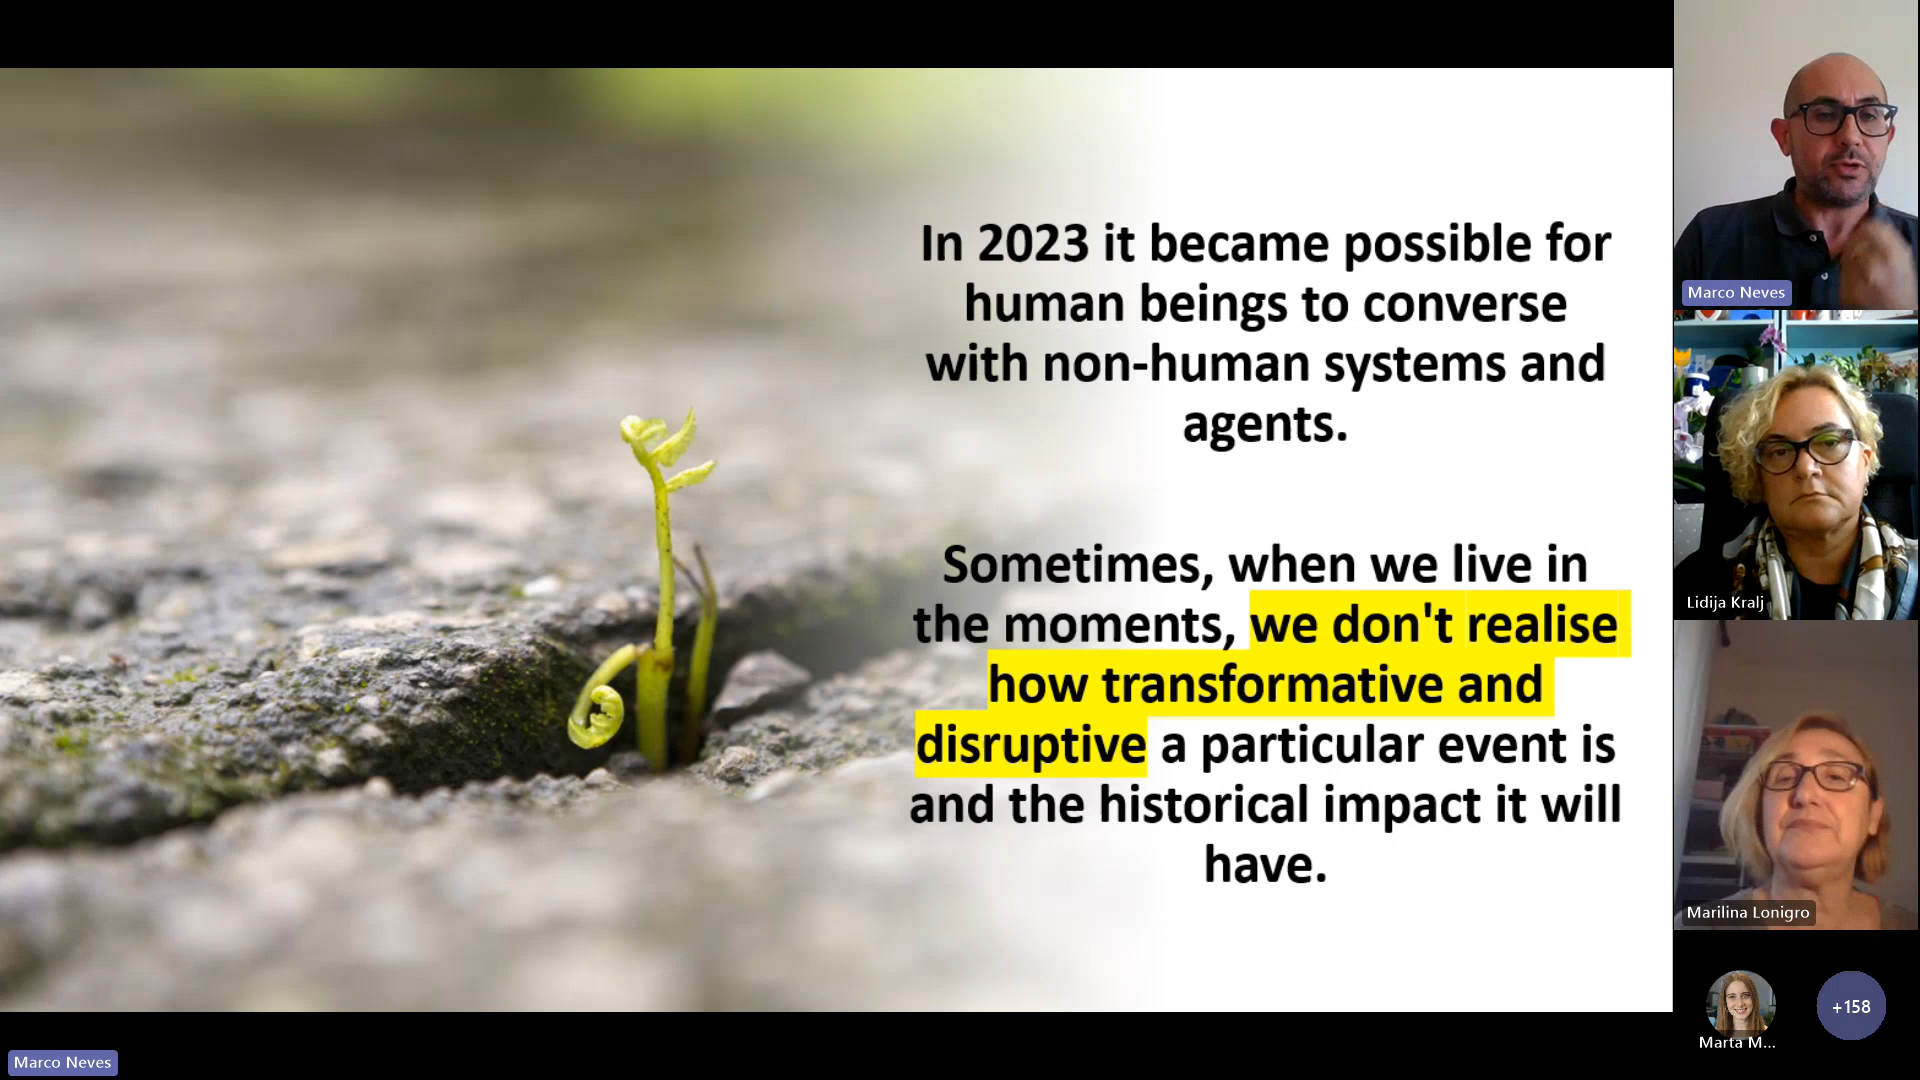 In 2023 it became possible for
human beings to converse
with non-human systems and
agents.
Sometimes, when we live in
the moments, we don't realise
how transformative and
disruptive a particular event is
and the historical impact it will
have.
Marco Neves
Lidija Kralj
Marilina Lonigro
Marta M...
+158
Marco Neves